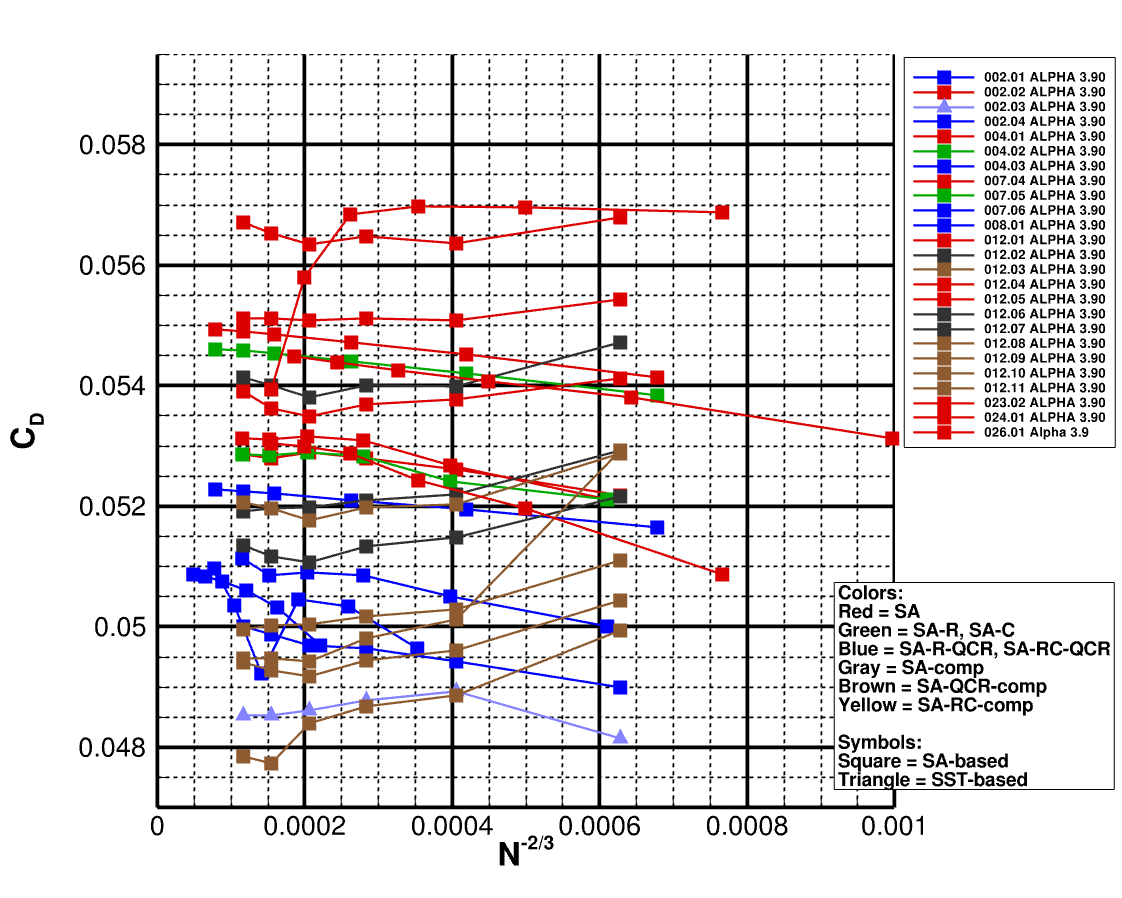 0.058
0.056
0.054
0.052
0.05
0.048
C_D
0
0.0002
0.0004
0.0006
0.0008
0.001
N^-2/3
002.01 ALPHA 3.90
002.02 ALPHA 3.90
002.03 ALPHA 3.90
002.04 ALPHA 3.90
004.01 ALPHA 3.90
004.02 ALPHA 3.90
004.03 ALPHA 3.90
007.04 ALPHA 3.90
007.05 ALPHA 3.90
007.06 ALPHA 3.90
008.01 ALPHA 3.90
012.01 ALPHA 3.90
012.02 ALPHA 3.90
012.03 ALPHA 3.90
012.04 ALPHA 3.90
012.05 ALPHA 3.90
012.06 ALPHA 3.90
012.07 ALPHA 3.90
012.08 ALPHA 3.90
012.09 ALPHA 3.90
012.10 ALPHA 3.90
012.11 ALPHA 3.90
023.02 ALPHA 3.90
024.01 ALPHA 3.90
026.01 Alpha 3.9
Colors:
Red = SA
Green = SA-R, SA-C
Blue = SA-R-QCR, SA-RC-QCR
Gray = SA-comp
Brown = SA-QCR-comp
Yellow = SA-RC-comp
Symbols:
Square = SA-based
Triangle = SST-based